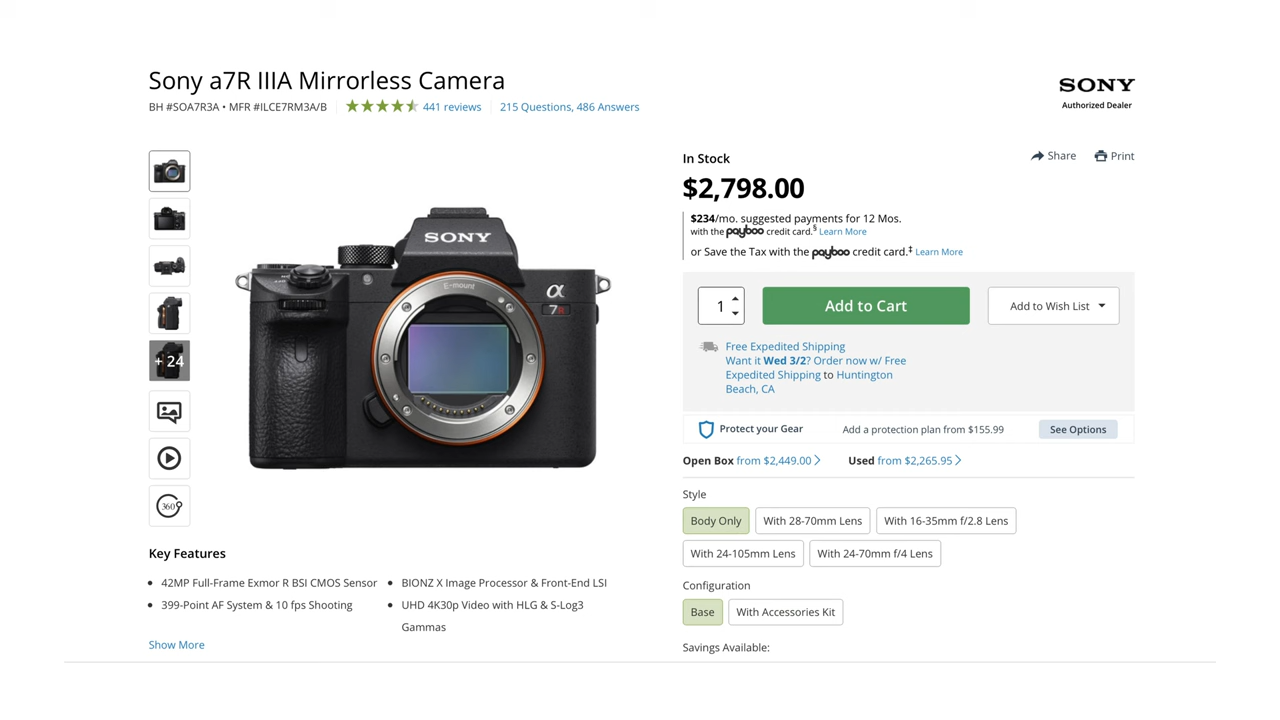 Sony a7R IIIA Mirrorless Camera
BH #SOA7R3A • MFR #ILCE7RM3A/B
441 reviews
215 Questions, 486 Answers
SONY
Authorized Dealer
+ 24
360
SONY
E-mount
α
7R
Key Features
• 42MP Full-Frame Exmor R BSI CMOS Sensor
• 399-Point AF System & 10 fps Shooting
• BIONZ X Image Processor & Front-End LSI
• UHD 4K30p Video with HLG & S-Log3
Gammas
Show More
In Stock
Share
Print
$2,798.00
$234/mo. suggested payments for 12 Mos.
with the payboo credit card.§ Learn More
or Save the Tax with the payboo credit card.‡ Learn More
1
Add to Cart
Add to Wish List
Free Expedited Shipping
Want it Wed 3/2? Order now w/ Free
Expedited Shipping to Huntington
Beach, CA
Protect your Gear
Add a protection plan from $155.99
See Options
Open Box from $2,449.00
Used from $2,265.95
Style
Body Only
With 28-70mm Lens
With 16-35mm f/2.8 Lens
With 24-105mm Lens
With 24-70mm f/4 Lens
Configuration
Base
With Accessories Kit
Savings Available: